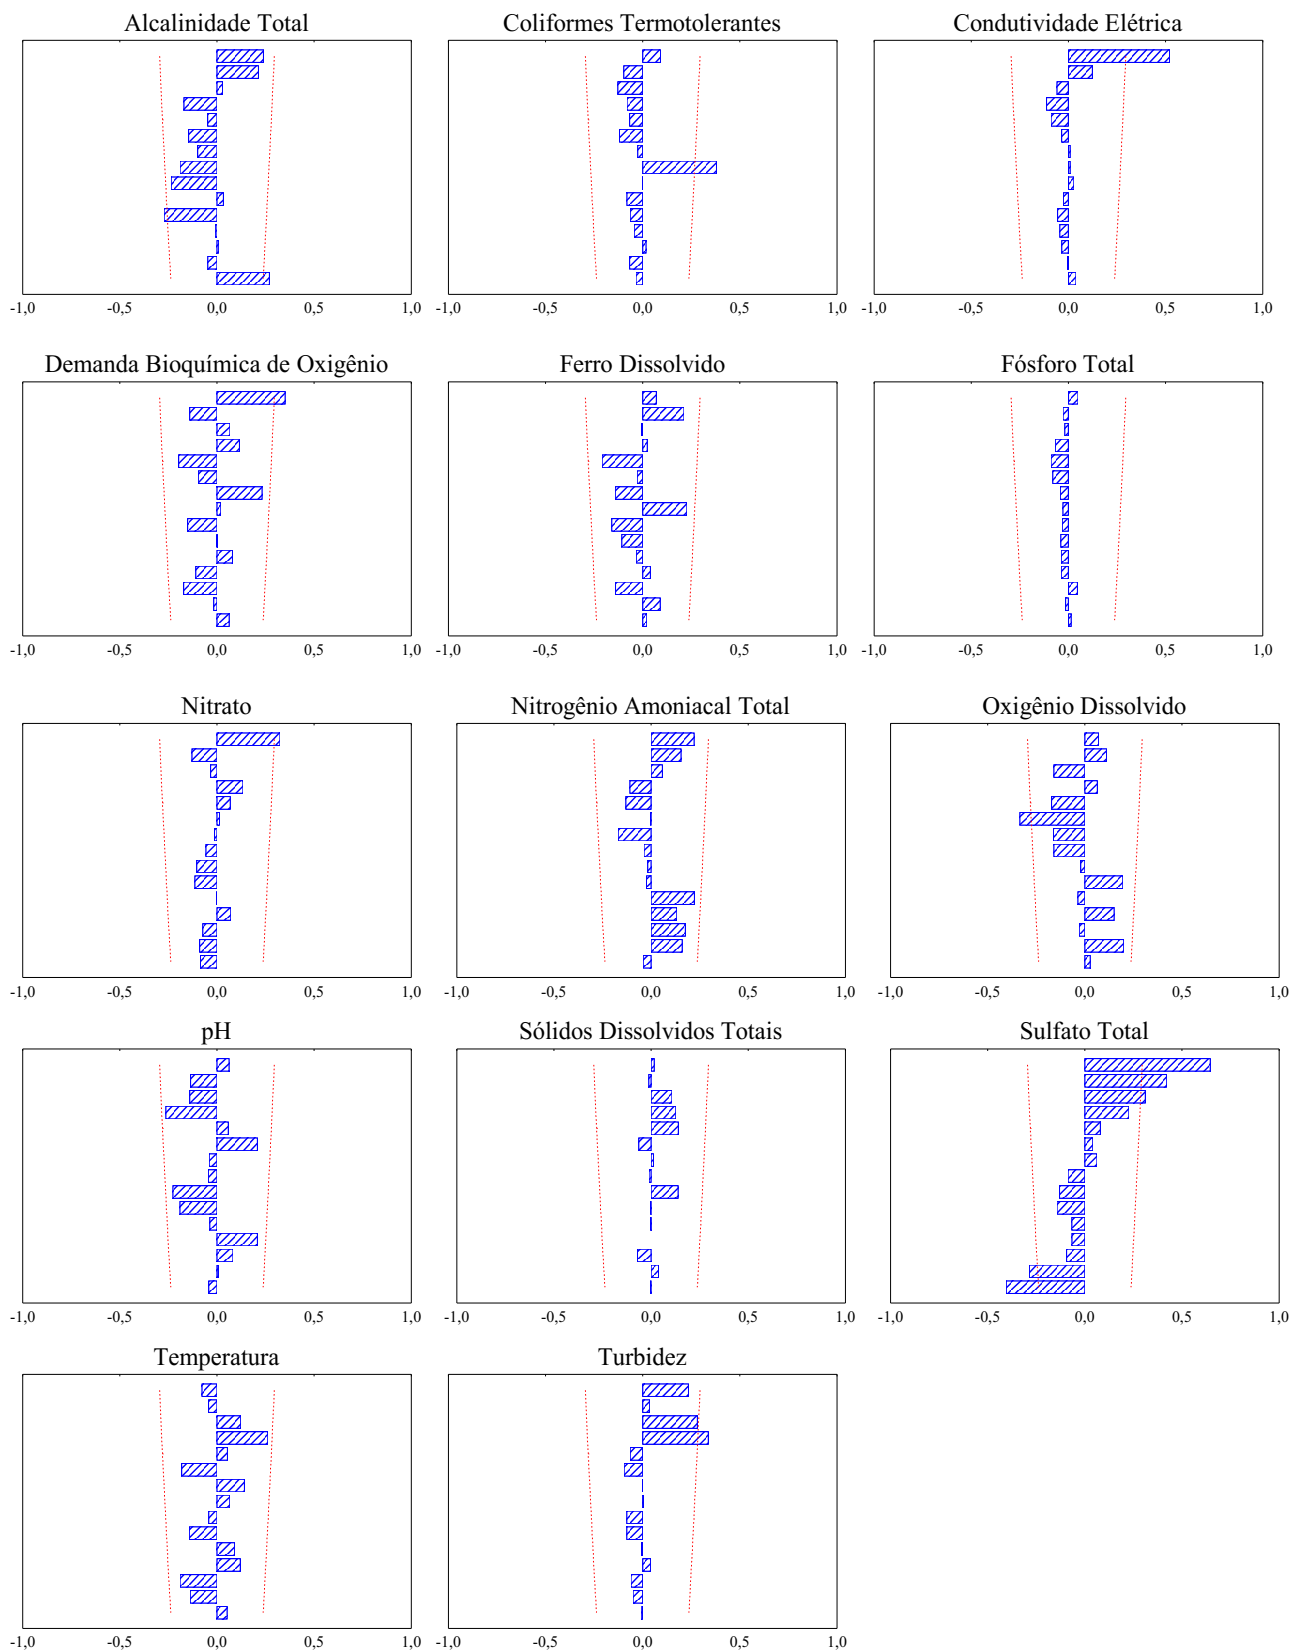 Alcalinidade Total Coliformes Termotolerantes Condutividade Elétrica
-1,0 -0,5 0,0 0,5 1,0 -1,0 -0,5 0,0 0,5 1,0 -1,0 -0,5 0,0 0,5 1,0
Demanda Bioquímica de Oxigênio Ferro Dissolvido Fósforo Total
-1,0 -0,5 0,0 0,5 1,0 -1,0 -0,5 0,0 0,5 1,0 -1,0 -0,5 0,0 0,5 1,0
Nitrato Nitrogênio Amoniacal Total Oxigênio Dissolvido
-1,0 -0,5 0,0 0,5 1,0 -1,0 -0,5 0,0 0,5 1,0 -1,0 -0,5 0,0 0,5 1,0
pH Sólidos Dissolvidos Totais Sulfato Total
-1,0 -0,5 0,0 0,5 1,0 -1,0 -0,5 0,0 0,5 1,0 -1,0 -0,5 0,0 0,5 1,0
Temperatura Turbidez
-1,0 -0,5 0,0 0,5 1,0 -1,0 -0,5 0,0 0,5 1,0